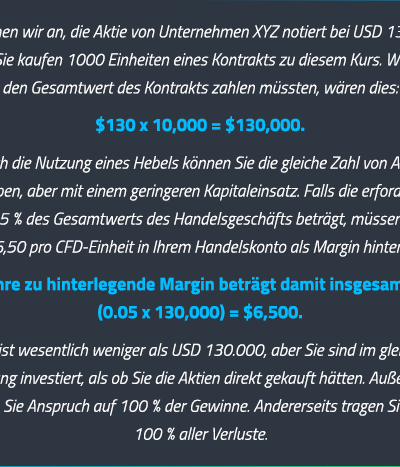 en wir an, die Aktie von Unternehmen XYZ notiert bei USD 13
Sie kaufen 1000 Einheiten eines Kontrakts zu diesem Kurs. W
den Gesamtwert des Kontrakts zahlen müssten, wären dies:
$130 x 10,000 = $130,000.
h die Nutzung eines Hebels können Sie die gleiche Zahl von A
ben, aber mit einem geringeren Kapitaleinsatz. Falls die erford
5 % des Gesamtwerts des Handelsgeschäfts beträgt, müssen
6,50 pro CFD-Einheit in Ihrem Handelskonto als Margin hinter
hre zu hinterlegende Margin beträgt damit insgesam
(0.05 x 130,000) = $6,500.
ist wesentlich weniger als USD 130.000, aber Sie sind im glei
ng investiert, als ob Sie die Aktien direkt gekauft hätten. Auße
Sie Anspruch auf 100 % der Gewinne. Andererseits tragen Si
100 % aller Verluste.